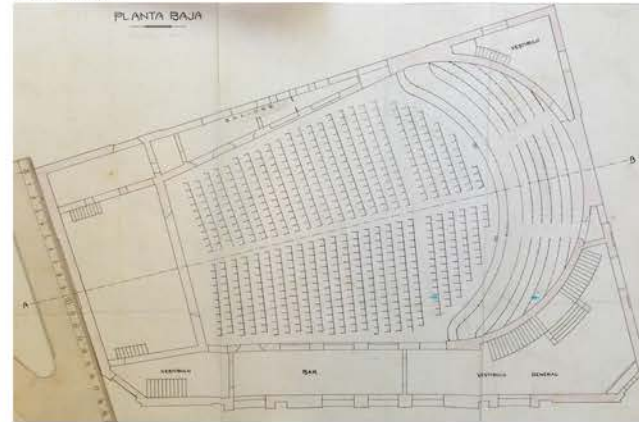 PLANTA BAJA
VESTIBULO
B
A
VESTIBULO
BAR
VESTIBULO GENERAL